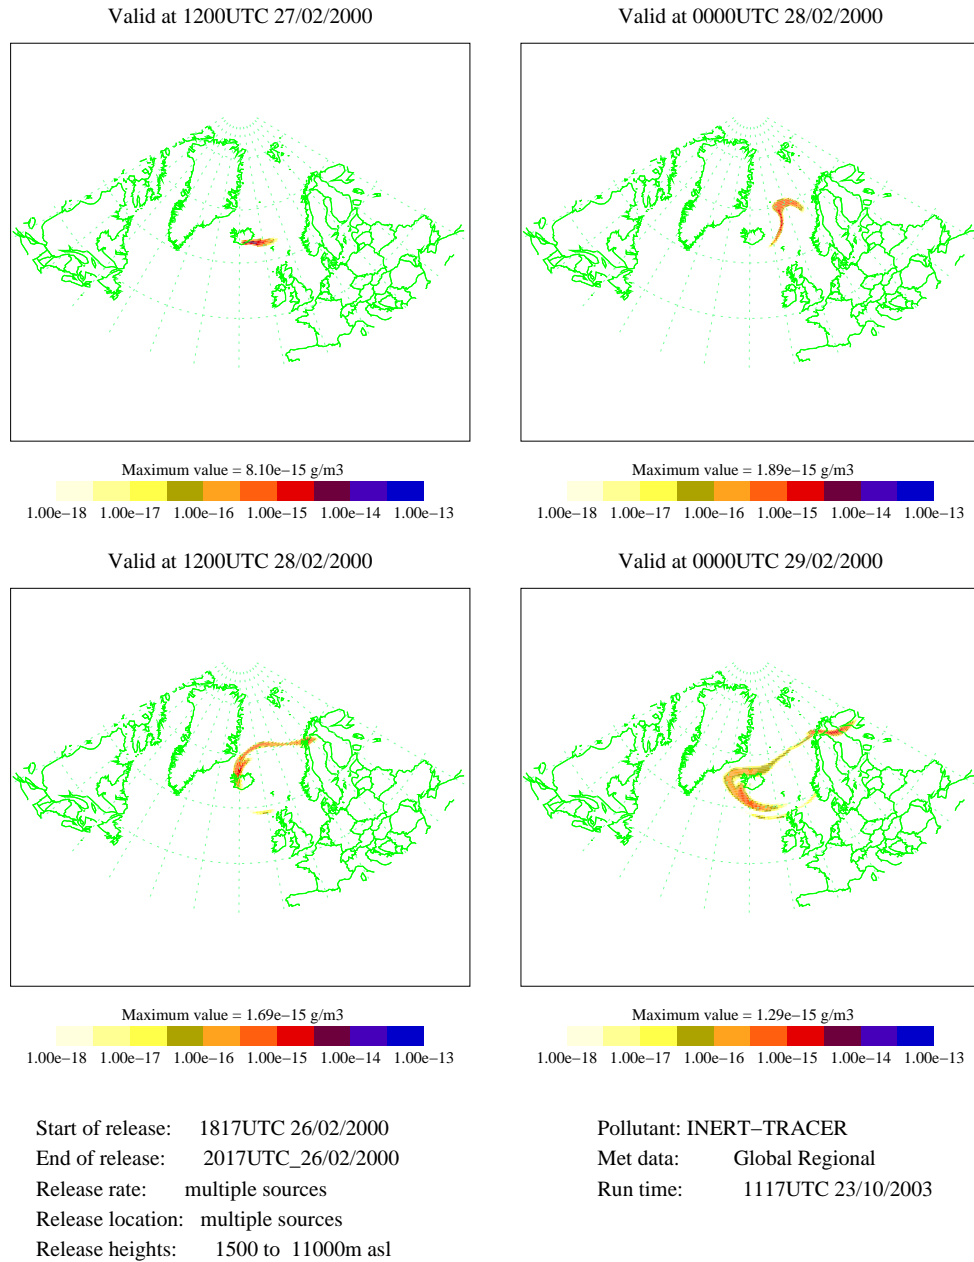 Valid at 1200UTC 27/02/2000
Valid at 0000UTC 28/02/2000
Maximum value = 8.10e−15 g/m3
1.00e−18 1.00e−17 1.00e−16 1.00e−15 1.00e−14 1.00e−13
Maximum value = 1.89e−15 g/m3
1.00e−18 1.00e−17 1.00e−16 1.00e−15 1.00e−14 1.00e−13
Valid at 1200UTC 28/02/2000
Valid at 0000UTC 29/02/2000
Maximum value = 1.69e−15 g/m3
1.00e−18 1.00e−17 1.00e−16 1.00e−15 1.00e−14 1.00e−13
Maximum value = 1.29e−15 g/m3
1.00e−18 1.00e−17 1.00e−16 1.00e−15 1.00e−14 1.00e−13
Start of release: 1817UTC 26/02/2000
End of release: 2017UTC_26/02/2000
Release rate: multiple sources
Release location: multiple sources
Release heights: 1500 to 11000m asl
Pollutant: INERT−TRACER
Met data: Global Regional
Run time: 1117UTC 23/10/2003